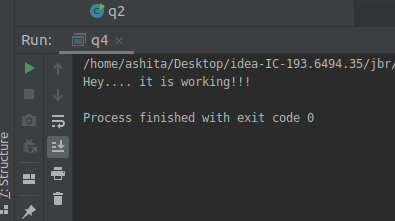 q2
Run: q4
/home/ashita/Desktop/idea-IC-193.6494.35/jbr/
Hey.... it is working!!!
Process finished with exit code 0
7: Structure